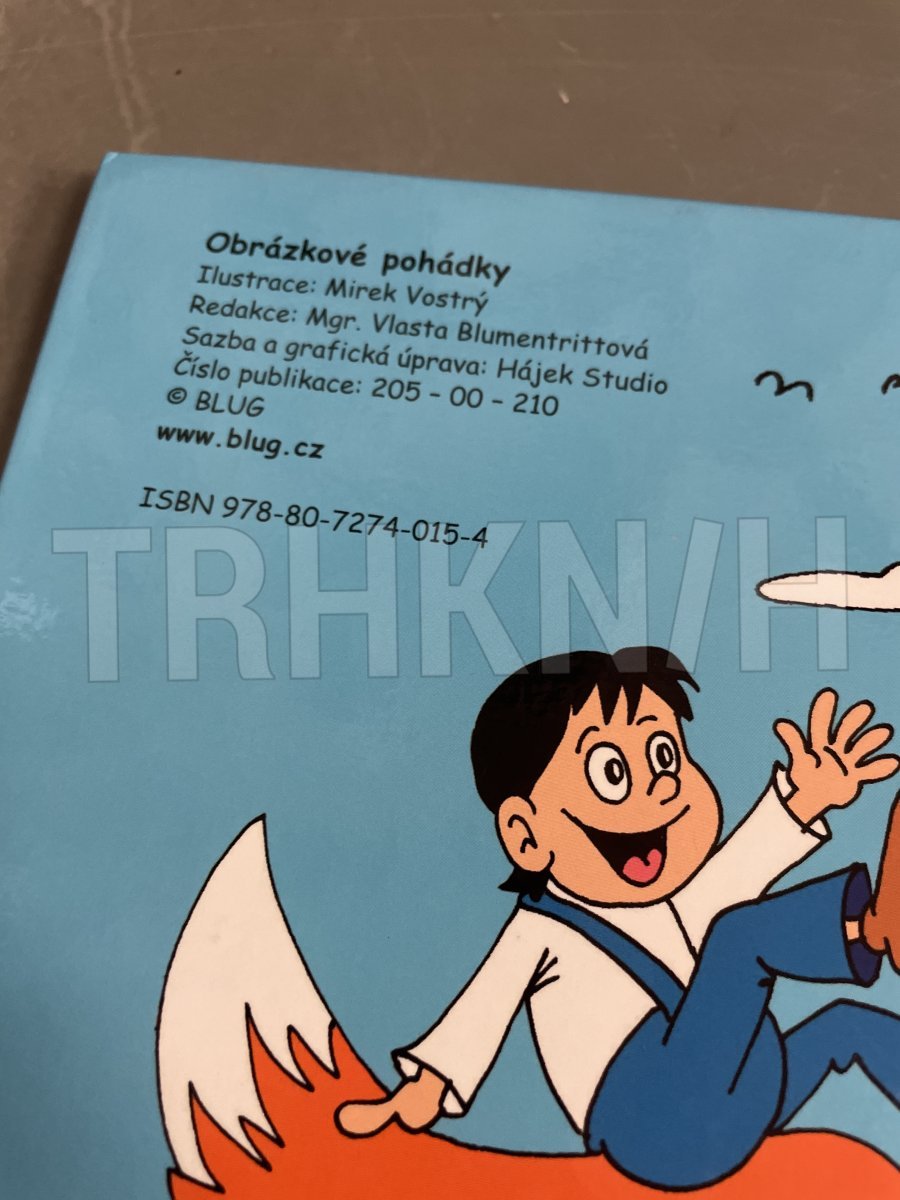 Obrázkové pohádky
Ilustrace: Mirek Vostrý
Redakce: Mgr. Vlasta Blumentrittová
Sazba a grafická úprava: Hájek Studio
Číslo publikace: 205 - 00 - 210
© BLUG
www.blug.cz
ISBN 978-80-7274-015-4
TRHKN/H